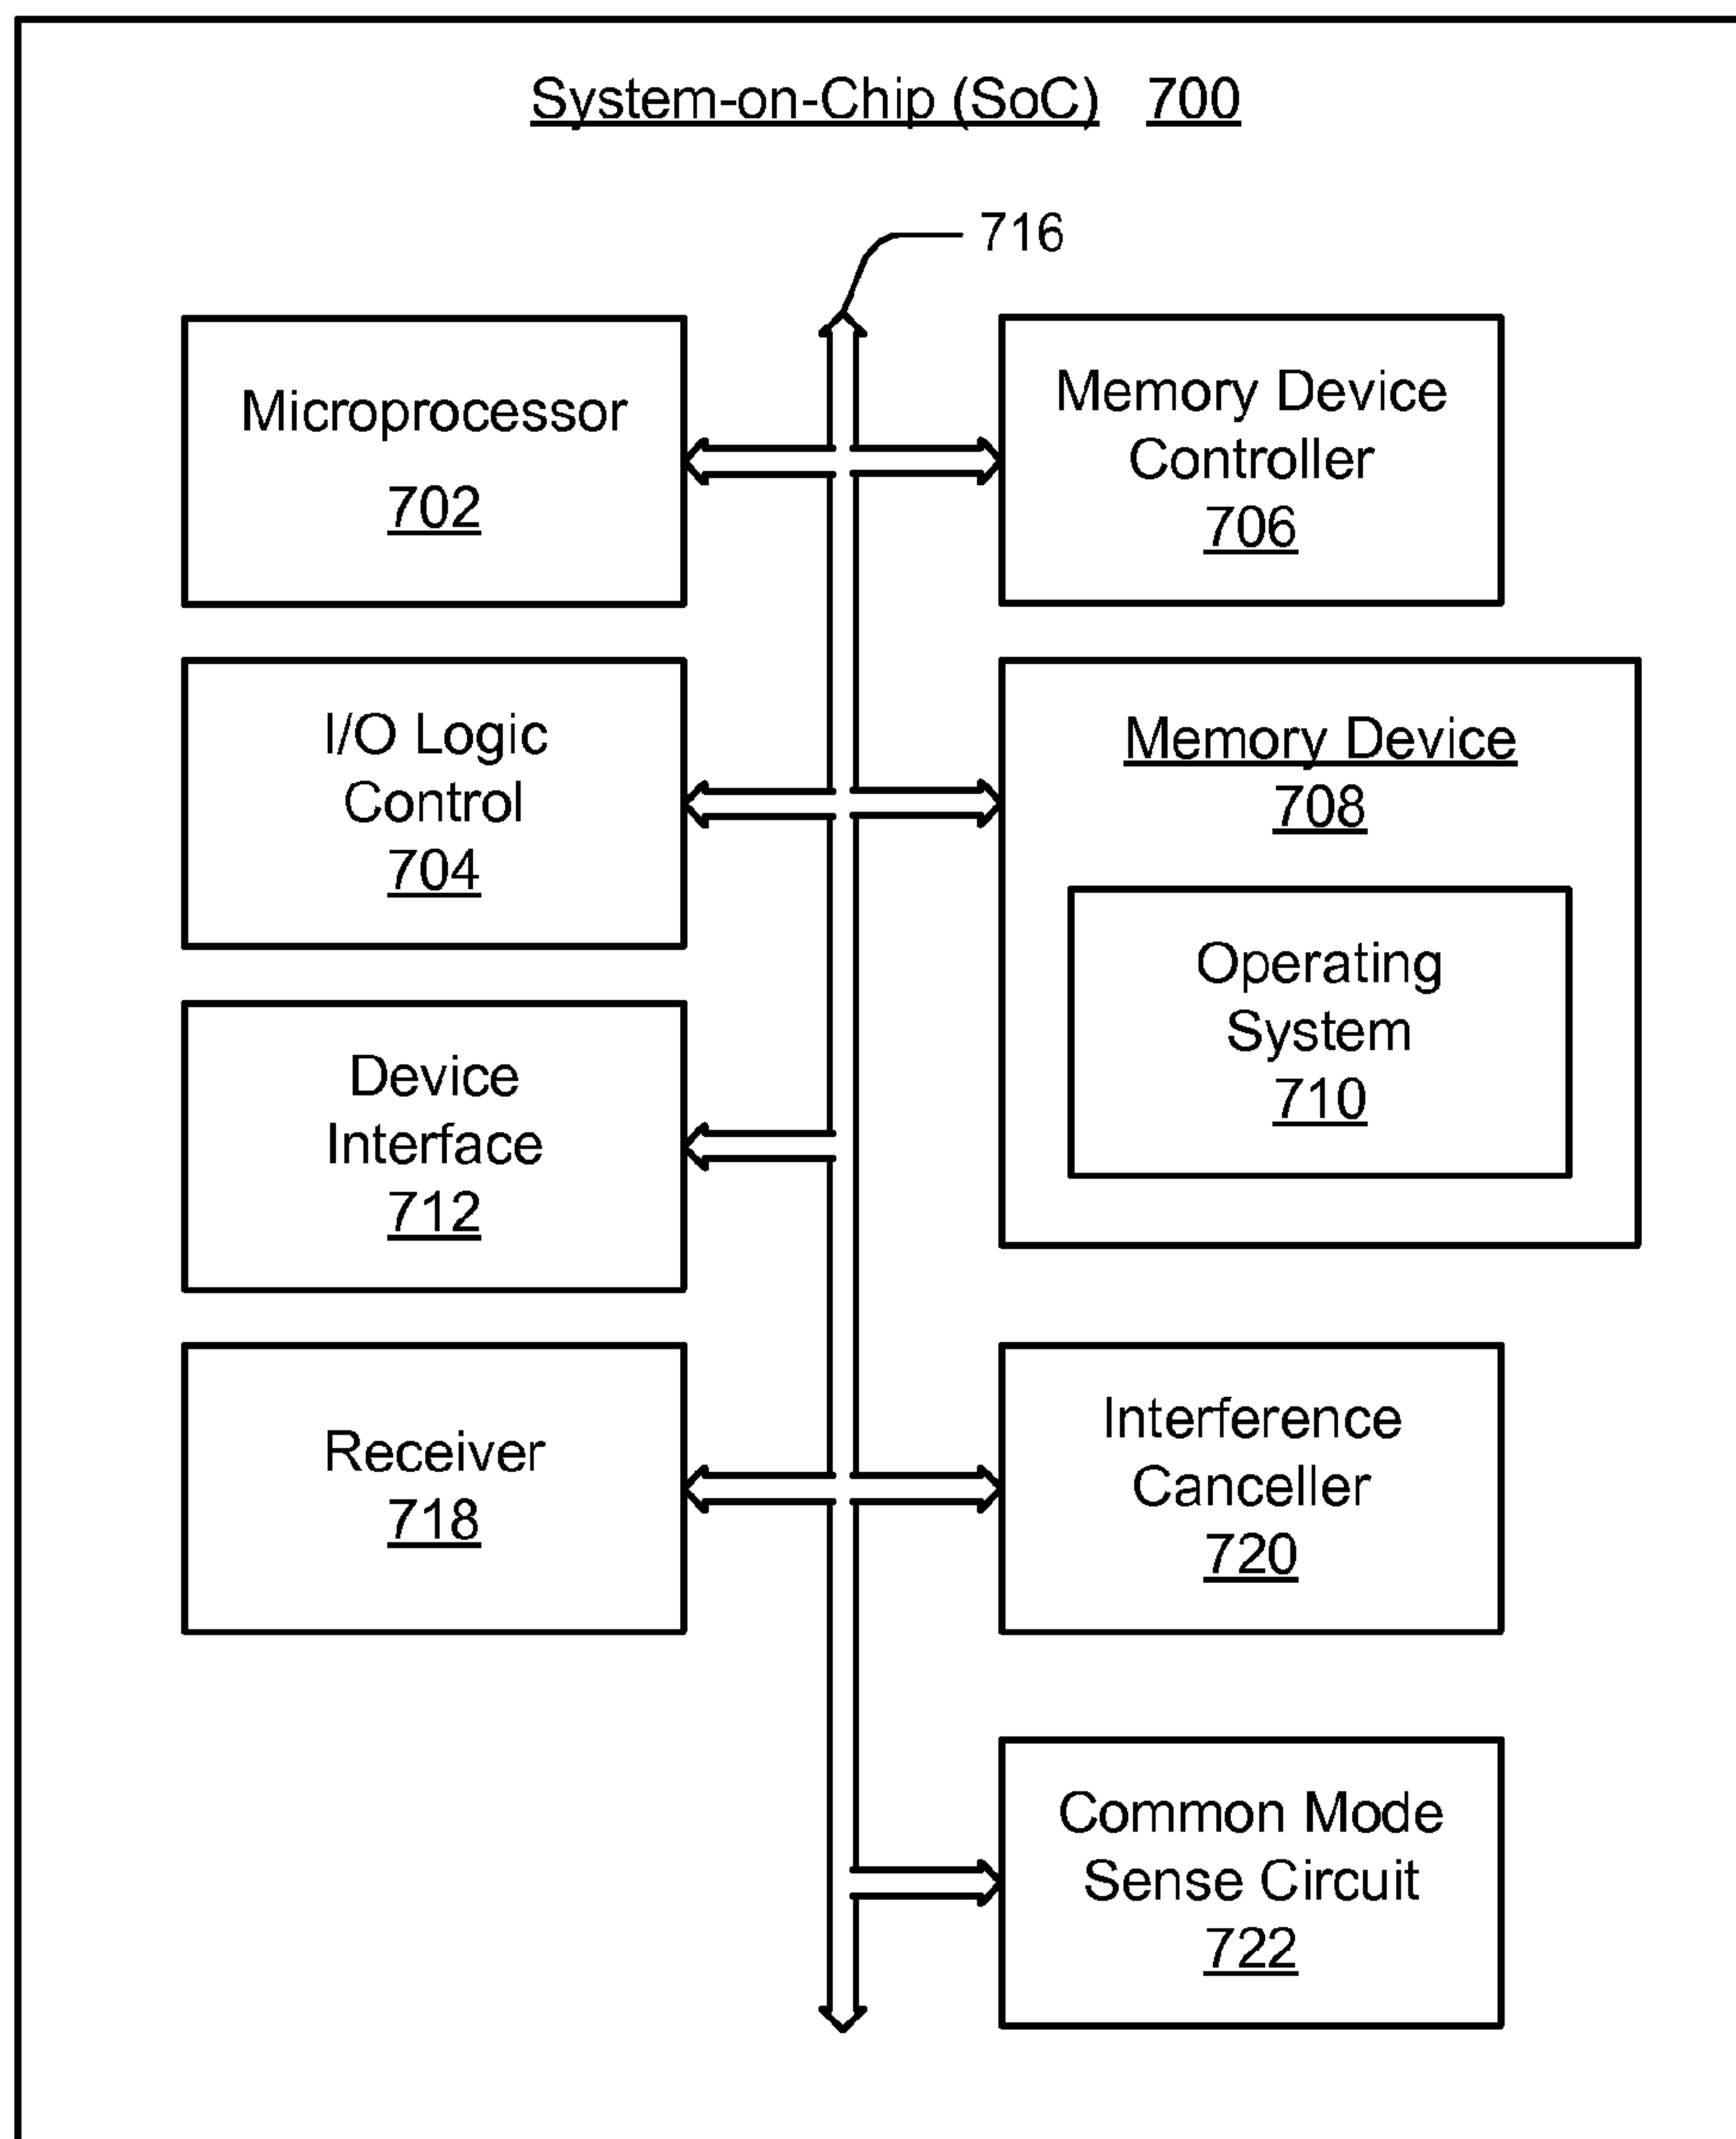 System-on-Chip (SoC) 700
716
Microprocessor
702
Memory Device
Controller
706
I/O Logic
Control
704
Memory Device
708
Operating
System
710
Device
Interface
712
Receiver
718
Interference
Canceller
720
Common Mode
Sense Circuit
722